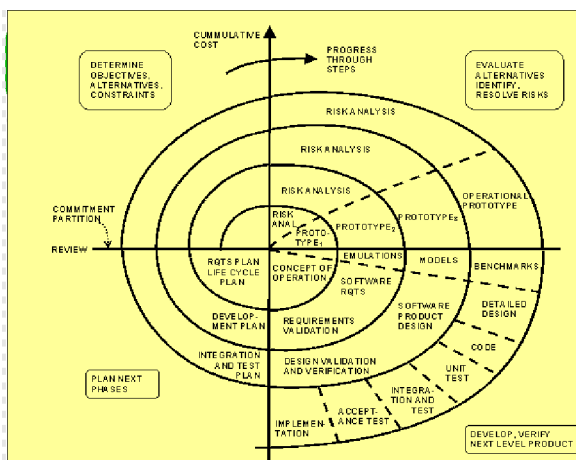 CUMMULATIVE
COST
PROGRESS
THROUGH
STEPS
DETERMINE
OBJECTIVES,
ALTERNATIVES,
CONSTRAINTS
EVALUATE
ALTERNATIVES
IDENTIFY,
RESOLVE RISKS
RISK ANALYSIS
RISK ANALYSIS
RISK ANALYSIS
RISK
ANAL.
PROTO-
TYPE1
PROTOTYPE2
PROTOTYPE3
OPERATIONAL
PROTOTYPE
COMMITMENT
PARTITION
REVIEW
RQTS PLAN
LIFE CYCLE
PLAN
CONCEPT OF
OPERATION
EMULATIONS
MODELS
BENCHMARKS
SOFTWARE
RQTS
SOFTWARE
PRODUCT
DESIGN
DETAILED
DESIGN
DEVELOP-
MENT PLAN
REQUIREMENTS
VALIDATION
CODE
INTEGRATION
AND TEST
PLAN
DESIGN VALIDATION
AND VERIFICATION
UNIT
TEST
INTEGRA-
TION AND
TEST
ACCEPT-
ANCE TEST
IMPLEMEN-
TATION
PLAN NEXT
PHASES
DEVELOP, VERIFY
NEXT LEVEL PRODUCT